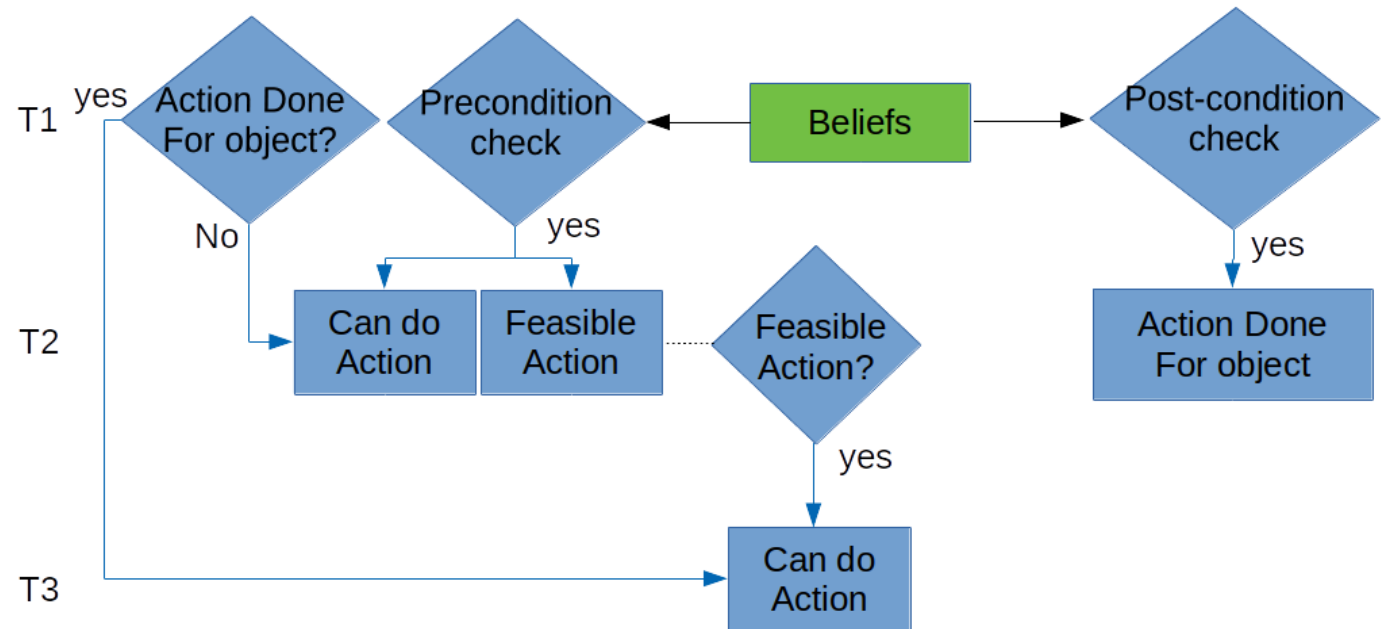 yes
T1
Action Done
For object?
Precondition
check
Beliefs
Post-condition
check
No
yes
yes
T2
Can do
Action
Feasible
Action
Feasible
Action?
Action Done
For object
yes
T3
Can do
Action